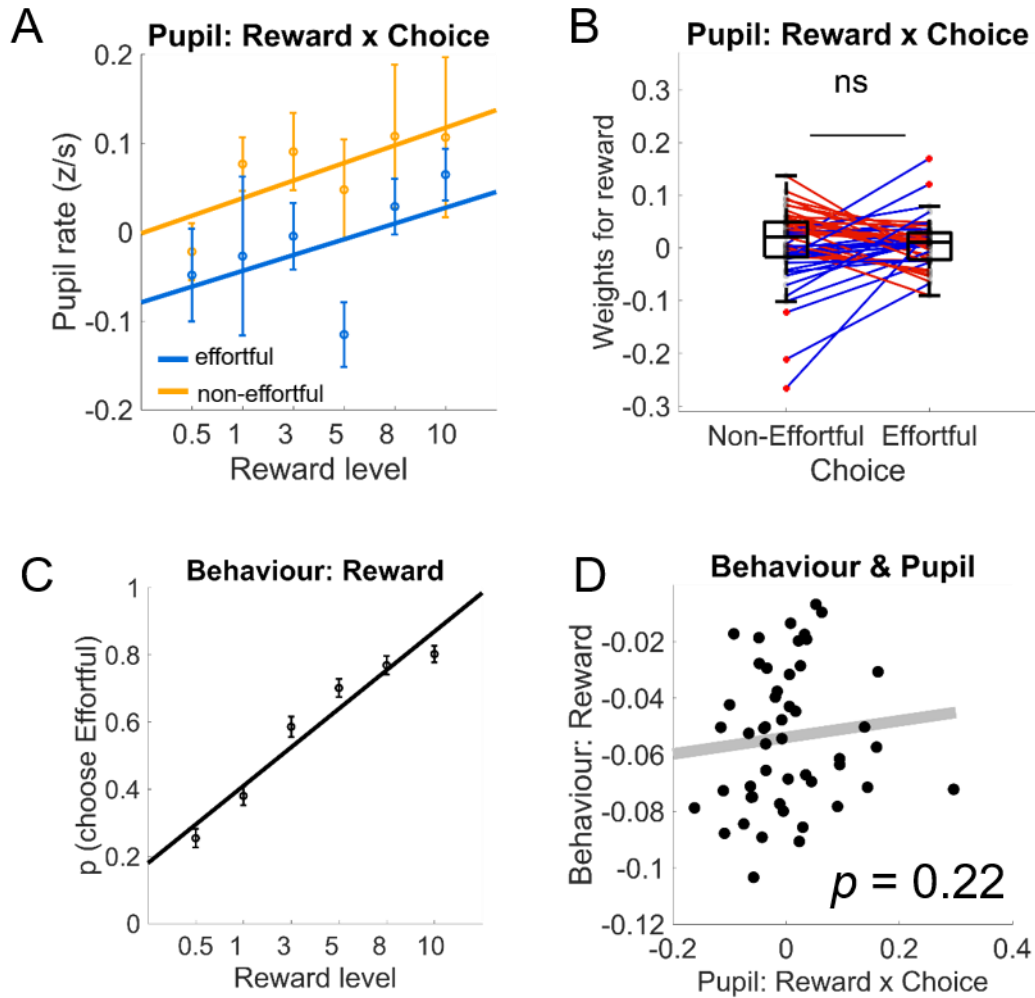 A
Pupil: Reward x Choice
0.2
0.1
0
-0.1
-0.2
Pupil rate (z/s)
effortful
non-effortful
0.5 1 3 5 8 10
Reward level
B
Pupil: Reward x Choice
ns
0.3
0.2
0.1
0
-0.1
-0.2
-0.3
Weights for reward
Non-Effortful Effortful
Choice
C
Behaviour: Reward
1
0.8
0.6
0.4
0.2
0
p (choose Effortful)
0.5 1 3 5 8 10
Reward level
D
Behaviour & Pupil
-0.02
-0.04
-0.06
-0.08
-0.1
-0.12
Behaviour: Reward
p = 0.22
-0.2 0 0.2 0.4
Pupil: Reward x Choice